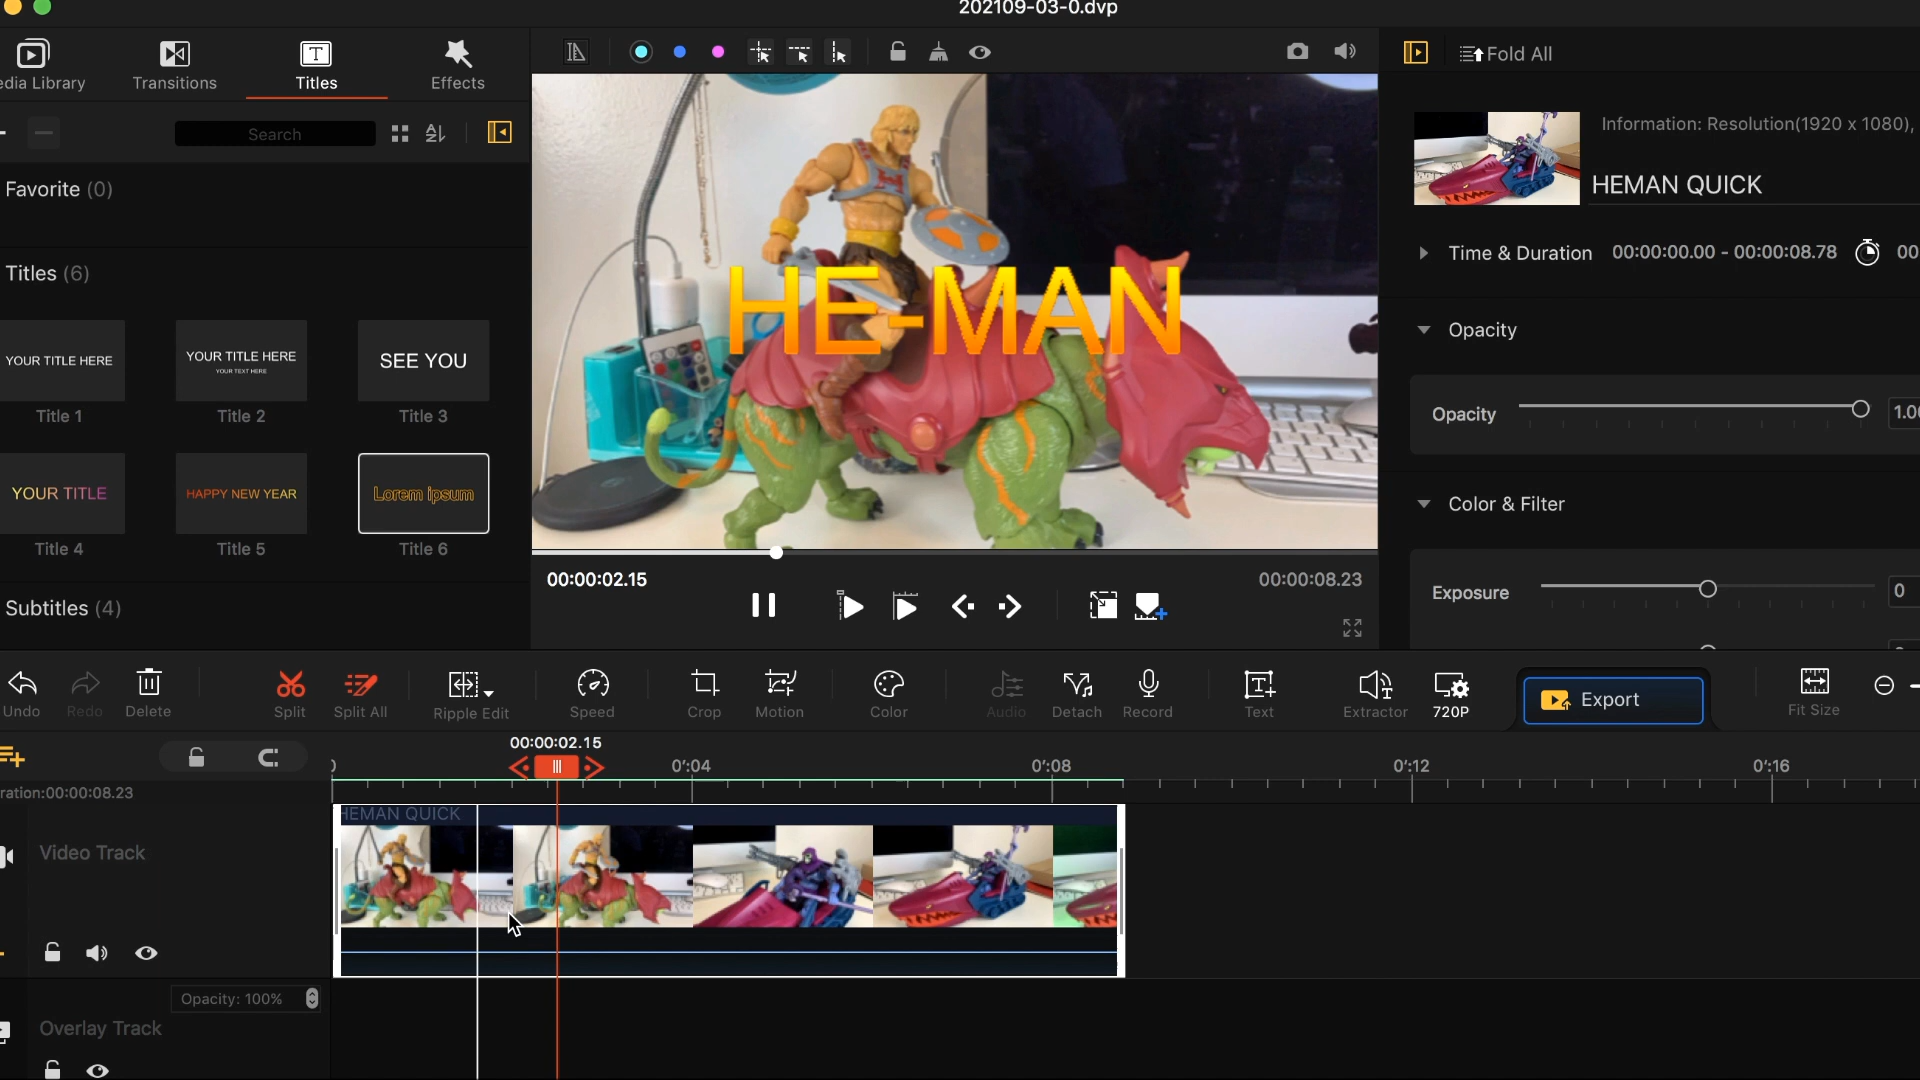 202109-03-0.dvp
edia Library
Transitions
Titles
Effects
Search
Favorite (0)
Titles (6)
YOUR TITLE HERE
YOUR TITLE HERE
YOUR TEXT HERE
SEE YOU
Title 1
Title 2
Title 3
YOUR TITLE
HAPPY NEW YEAR
Lorem ipsum
Title 4
Title 5
Title 6
Subtitles (4)
HE-MAN
00:00:02.15
00:00:08.23
Fold All
Information: Resolution(1920 x 1080),
HEMAN QUICK
Time & Duration 00:00:00.00 - 00:00:08.78 00
Opacity
Opacity 1.00
Color & Filter
Exposure 0
Undo
Redo
Delete
Split
Split All
Ripple Edit
Speed
Crop
Motion
Color
Audio
Detach
Record
Text
Extractor
720P
Export
Fit Size
00:00:02.15
0':04
0':08
0':12
0':16
ration:00:00:08.23
HEMAN QUICK
Video Track
Opacity: 100%
Overlay Track